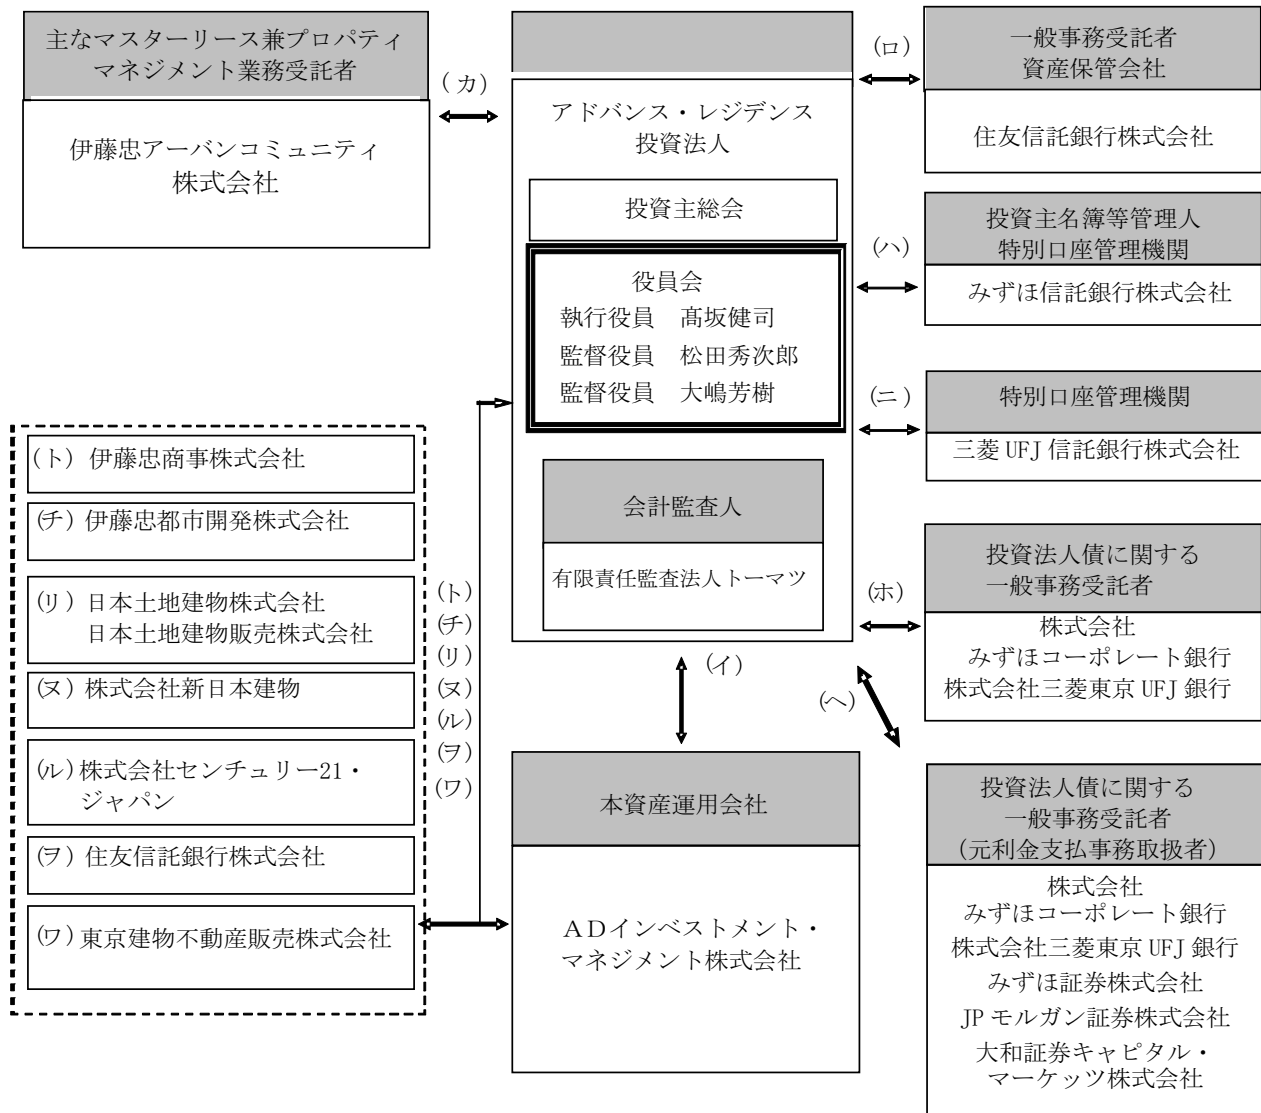 主なマスターリース兼プロパティ
マネジメント業務受託者
伊藤忠アーバンコミュニティ
株式会社
(カ)
アドバンス・レジデンス
投資法人
投資主総会
役員会
執行役員　髙坂健司
監督役員　松田秀次郎
監督役員　大嶋芳樹
会計監査人
有限責任監査法人トーマツ
(ロ)
一般事務受託者
資産保管会社
住友信託銀行株式会社
(ハ)
投資主名簿等管理人
特別口座管理機関
みずほ信託銀行株式会社
(ニ)
特別口座管理機関
三菱UFJ信託銀行株式会社
(ホ)
投資法人債に関する
一般事務受託者
株式会社
みずほコーポレート銀行
株式会社三菱東京UFJ銀行
(ヘ)
投資法人債に関する
一般事務受託者
(元利金支払事務取扱者)
株式会社
みずほコーポレート銀行
株式会社三菱東京UFJ銀行
みずほ証券株式会社
JPモルガン証券株式会社
大和証券キャピタル・
マーケッツ株式会社
(イ)
本資産運用会社
ADインベストメント・
マネジメント株式会社
(ト)
(チ)
(リ)
(ヌ)
(ル)
(ヲ)
(ワ)
(ト) 伊藤忠商事株式会社
(チ) 伊藤忠都市開発株式会社
(リ) 日本土地建物株式会社
日本土地建物販売株式会社
(ヌ) 株式会社新日本建物
(ル) 株式会社センチュリー21・
ジャパン
(ヲ) 住友信託銀行株式会社
(ワ) 東京建物不動産販売株式会社